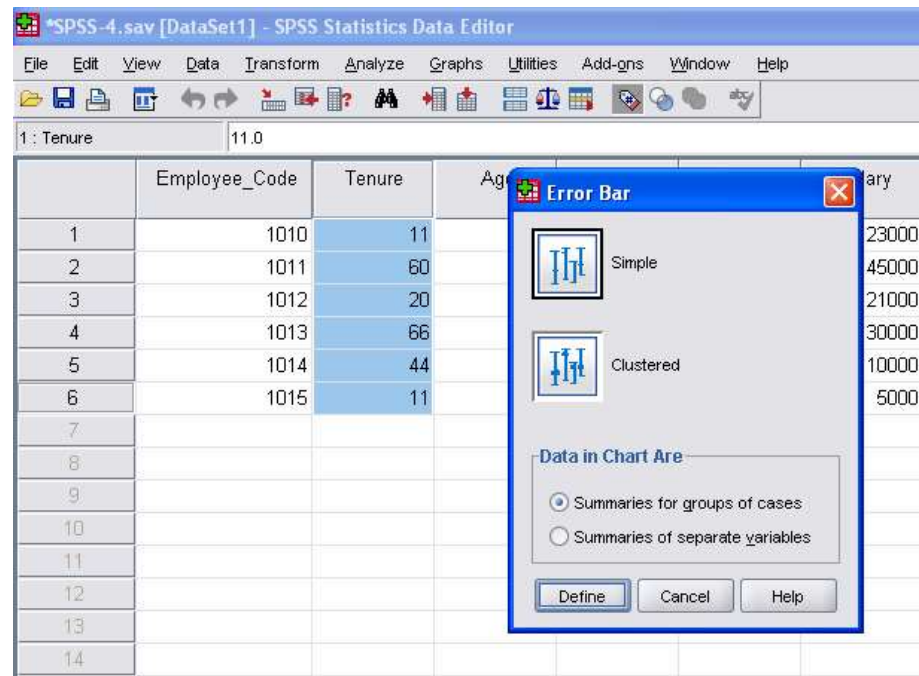 *SPSS-4.sav [DataSet1] - SPSS Statistics Data Editor
File Edit View Data Transform Analyze Graphs Utilities Add-ons Window Help
1 : Tenure 11.0
Employee_Code Tenure Ag ary
1 1010 11 23000
2 1011 60 45000
3 1012 20 21000
4 1013 66 30000
5 1014 44 10000
6 1015 11 5000
7
8
9
10
11
12
13
14
Error Bar
Simple
Clustered
Data in Chart Are
Summaries for groups of cases
Summaries of separate variables
Define Cancel Help